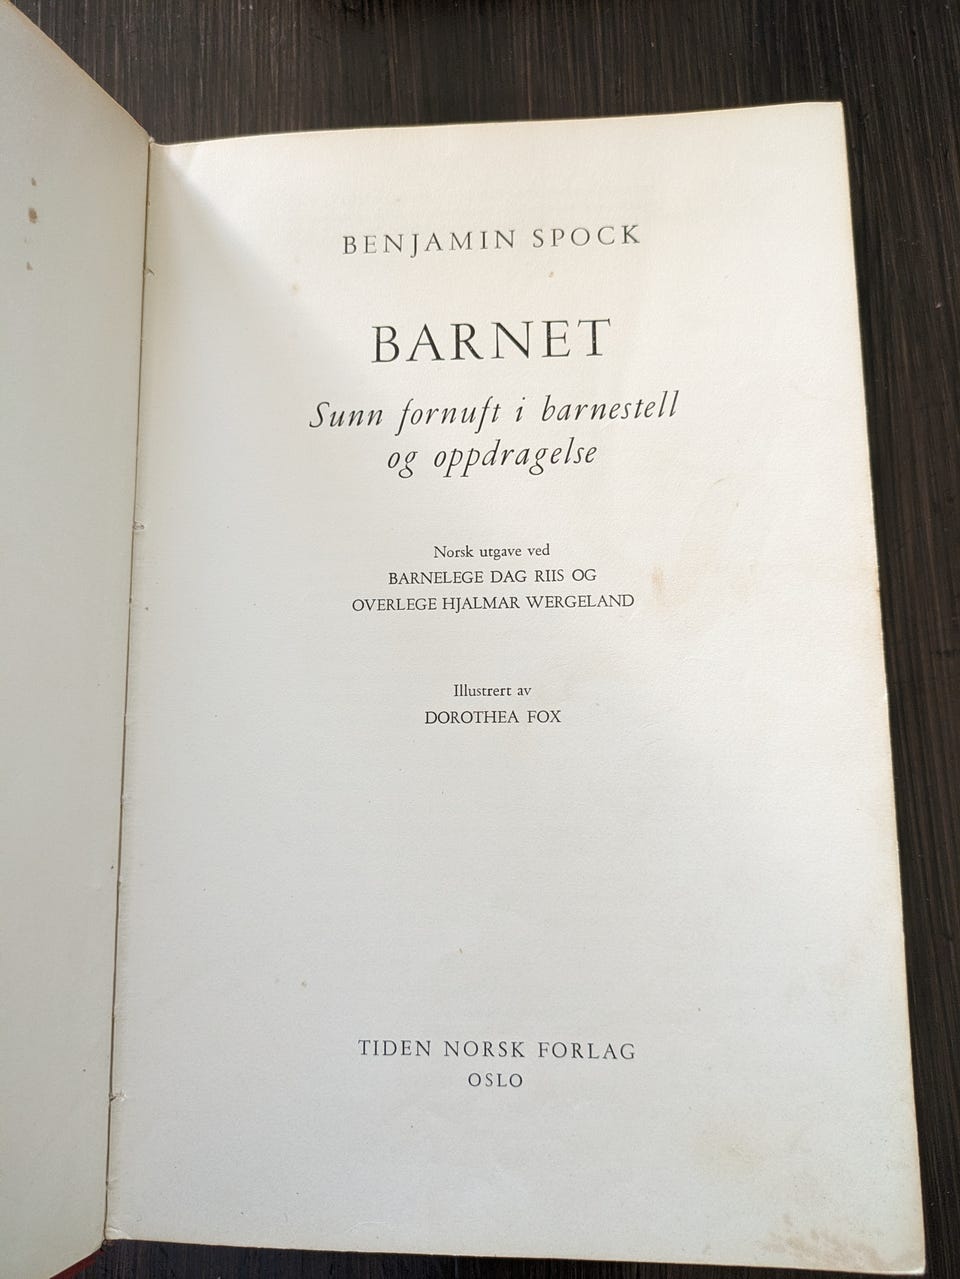 BENJAMIN SPOCK
BARNET
Sunn fornuft i barnestell
og oppdragelse
Norsk utgave ved
BARNELEGE DAG RIIS OG
OVERLEGE HJALMAR WERGELAND
Illustrert av
DOROTHEA FOX
TIDEN NORSK FORLAG
OSLO